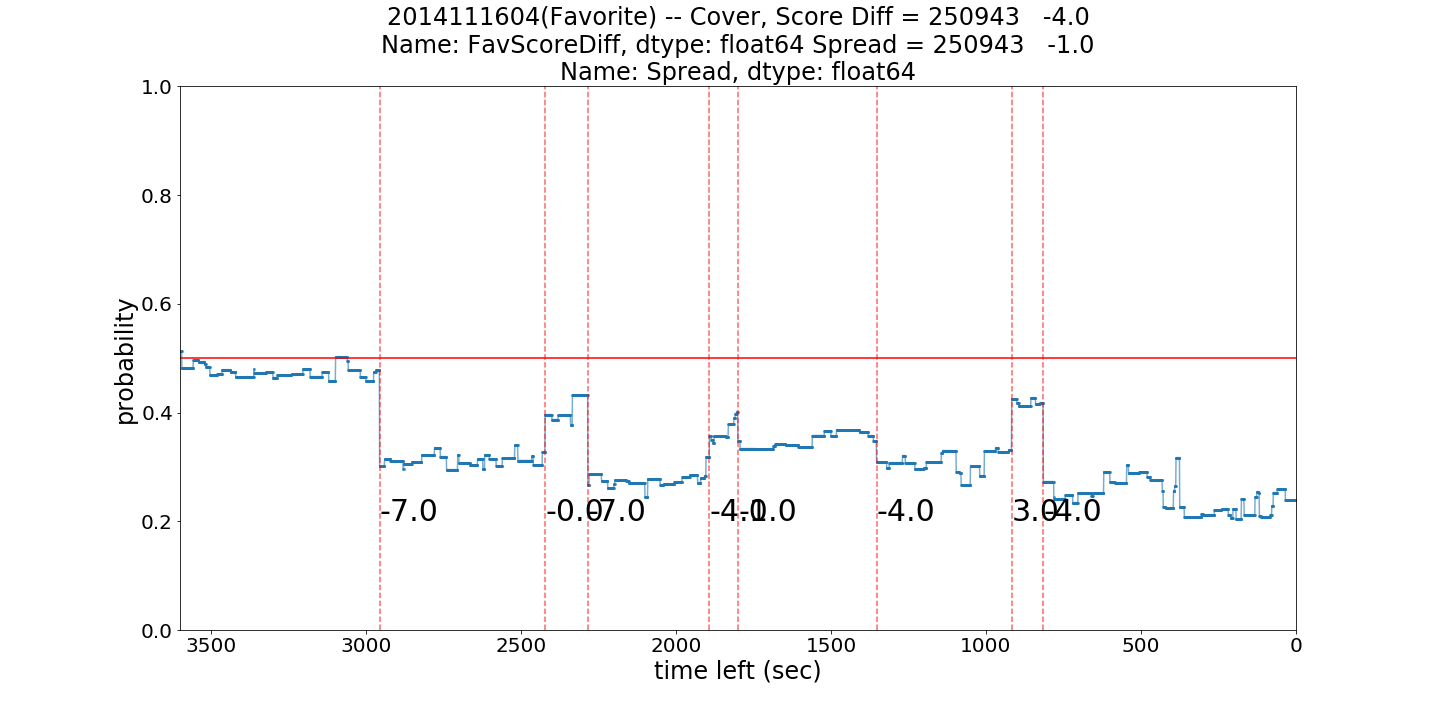 2014111604(Favorite) -- Cover, Score Diff = 250943   -4.0
Name: FavScoreDiff, dtype: float64 Spread = 250943   -1.0
Name: Spread, dtype: float64
probability
1.0
0.8
0.6
0.4
0.2
0.0
-7.0 -0.0 -7.0 -4.0 -1.0 -4.0 3.0 -4.0
3500 3000 2500 2000 1500 1000 500 0
time left (sec)